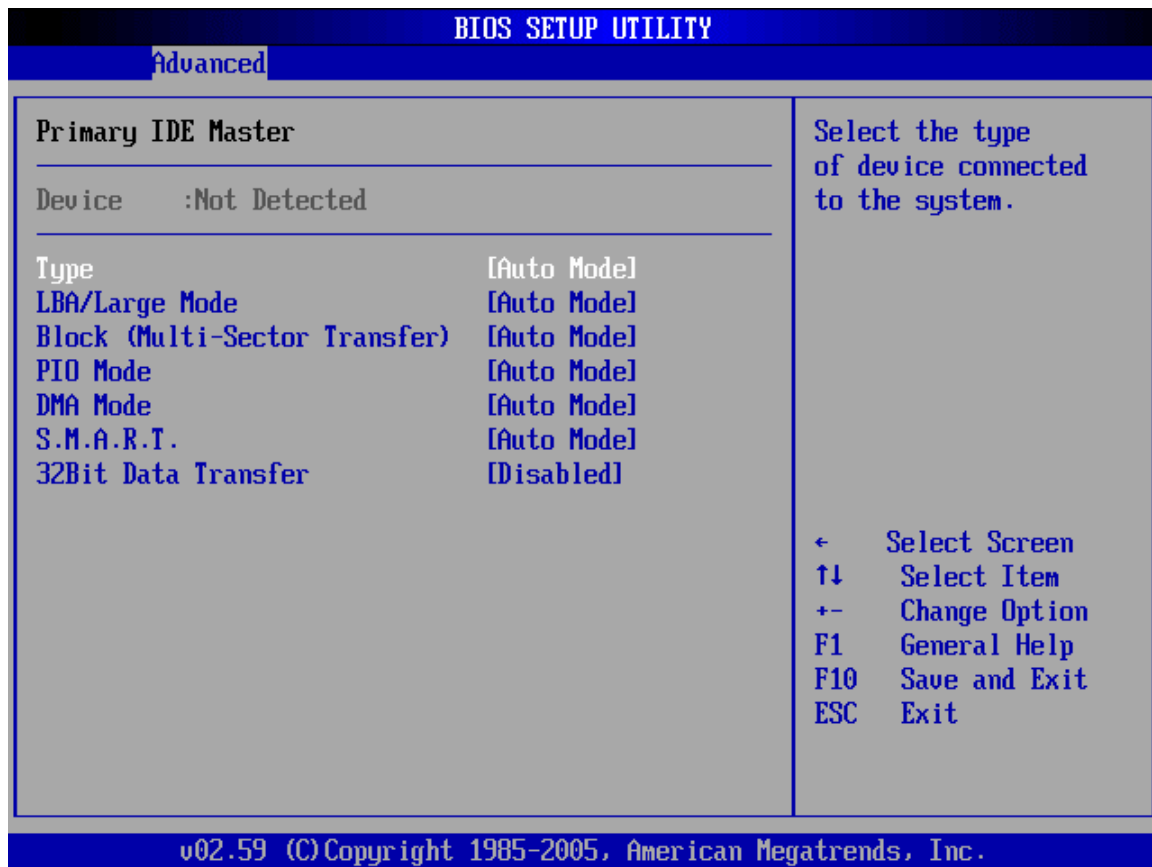 BIOS SETUP UTILITY
Advanced
Primary IDE Master
Device :Not Detected
Type [Auto Mode]
LBA/Large Mode [Auto Mode]
Block (Multi-Sector Transfer) [Auto Mode]
PIO Mode [Auto Mode]
DMA Mode [Auto Mode]
S.M.A.R.T. [Auto Mode]
32Bit Data Transfer [Disabled]
Select the type
of device connected
to the system.
← Select Screen
↑↓ Select Item
+- Change Option
F1 General Help
F10 Save and Exit
ESC Exit
v02.59 (C)Copyright 1985-2005, American Megatrends, Inc.